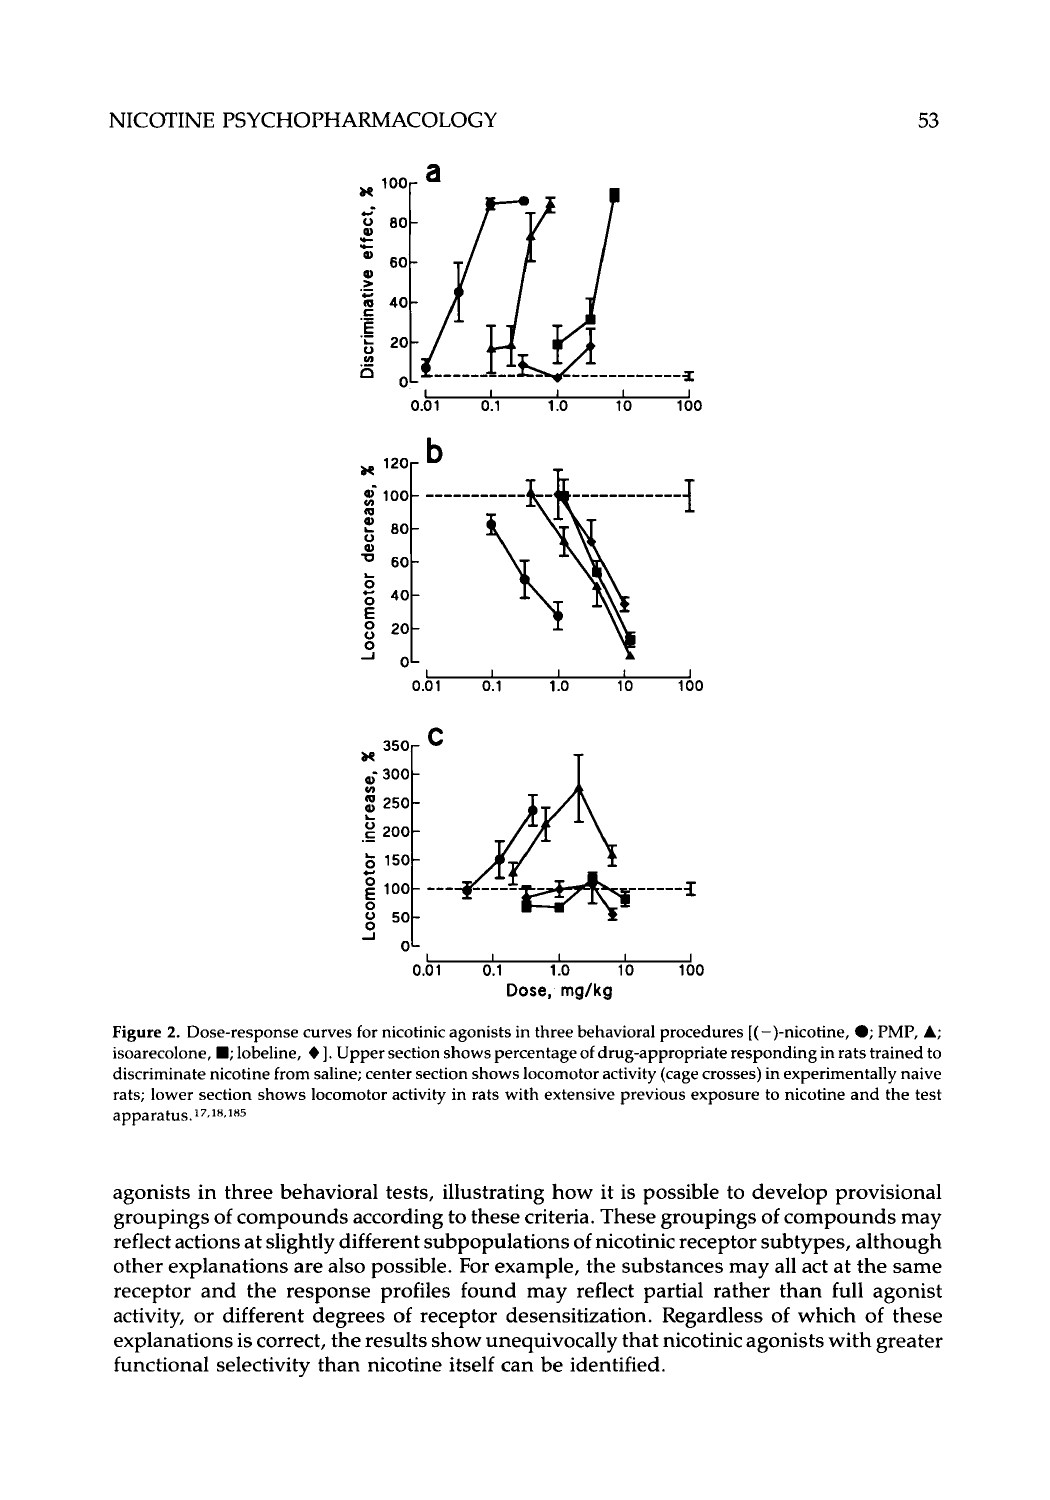 NICOTINE PSYCHOPHARMACOLOGY 53
a
Discriminative effect, %
100
80
60
40
20
0
0.01 0.1 1.0 10 100
b
Locomotor decrease, %
120
100
80
60
40
20
0
0.01 0.1 1.0 10 100
c
Locomotor increase, %
350
300
250
200
150
100
50
0
0.01 0.1 1.0 10 100
Dose, mg/kg
Figure 2. Dose-response curves for nicotinic agonists in three behavioral procedures [(−)-nicotine, ●; PMP, ▲;
isoarecolone, ■; lobeline, ♦]. Upper section shows percentage of drug-appropriate responding in rats trained to
discriminate nicotine from saline; center section shows locomotor activity (cage crosses) in experimentally naive
rats; lower section shows locomotor activity in rats with extensive previous exposure to nicotine and the test
apparatus.17,18,185
agonists in three behavioral tests, illustrating how it is possible to develop provisional
groupings of compounds according to these criteria. These groupings of compounds may
reflect actions at slightly different subpopulations of nicotinic receptor subtypes, although
other explanations are also possible. For example, the substances may all act at the same
receptor and the response profiles found may reflect partial rather than full agonist
activity, or different degrees of receptor desensitization. Regardless of which of these
explanations is correct, the results show unequivocally that nicotinic agonists with greater
functional selectivity than nicotine itself can be identified.